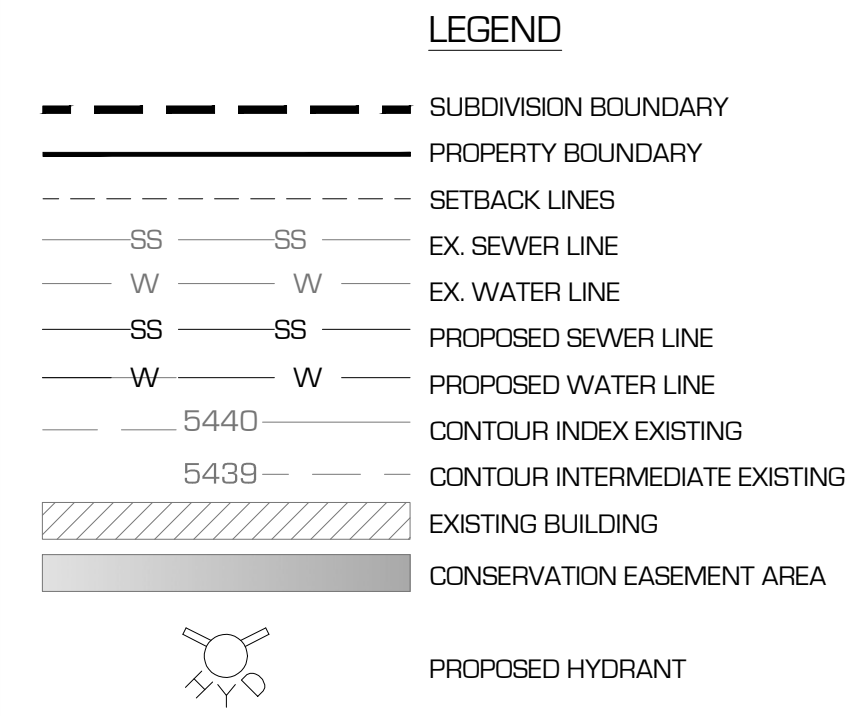 LEGEND
SUBDIVISION BOUNDARY
PROPERTY BOUNDARY
SETBACK LINES
SS SS EX. SEWER LINE
W W EX. WATER LINE
SS SS PROPOSED SEWER LINE
W W PROPOSED WATER LINE
5440 CONTOUR INDEX EXISTING
5439 CONTOUR INTERMEDIATE EXISTING
EXISTING BUILDING
CONSERVATION EASEMENT AREA
HYD PROPOSED HYDRANT